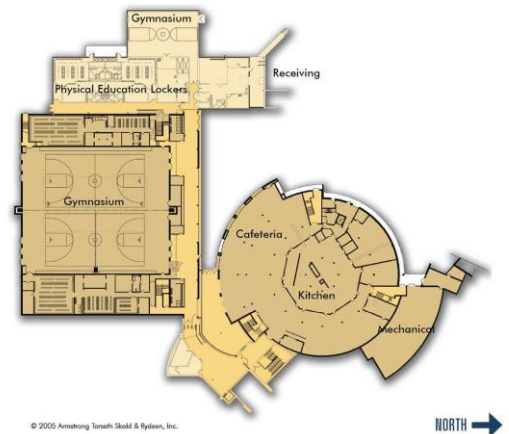 Gymnasium
Receiving
Physical Education Lockers
Gymnasium
Cafeteria
Kitchen
Mechanical
© 2005 Armstrong Torseth Skold & Rydeen, Inc.
NORTH